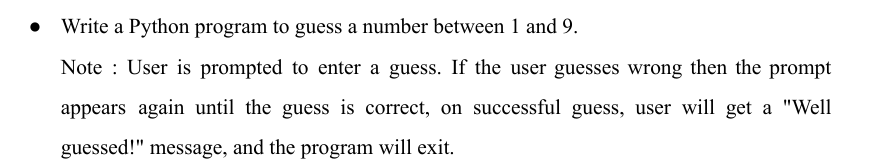 ● Write a Python program to guess a number between 1 and 9.
Note : User is prompted to enter a guess. If the user guesses wrong then the prompt
appears again until the guess is correct, on successful guess, user will get a "Well
guessed!" message, and the program will exit.